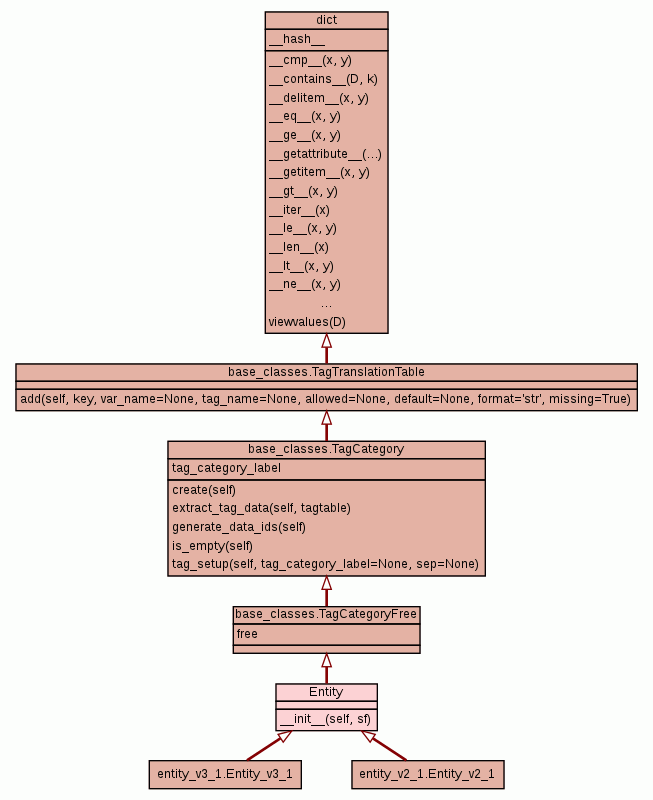 dict
__hash__
__cmp__(x, y)
__contains__(D, k)
__delitem__(x, y)
__eq__(x, y)
__ge__(x, y)
__getattribute__(...)
__getitem__(x, y)
__gt__(x, y)
__iter__(x)
__le__(x, y)
__len__(x)
__lt__(x, y)
__ne__(x, y)
...
viewvalues(D)
base_classes.TagTranslationTable
add(self, key, var_name=None, tag_name=None, allowed=None, default=None, format='str', missing=True)
base_classes.TagCategory
tag_category_label
create(self)
extract_tag_data(self, tagtable)
generate_data_ids(self)
is_empty(self)
tag_setup(self, tag_category_label=None, sep=None)
base_classes.TagCategoryFree
free
Entity
__init__(self, sf)
entity_v3_1.Entity_v3_1
entity_v2_1.Entity_v2_1